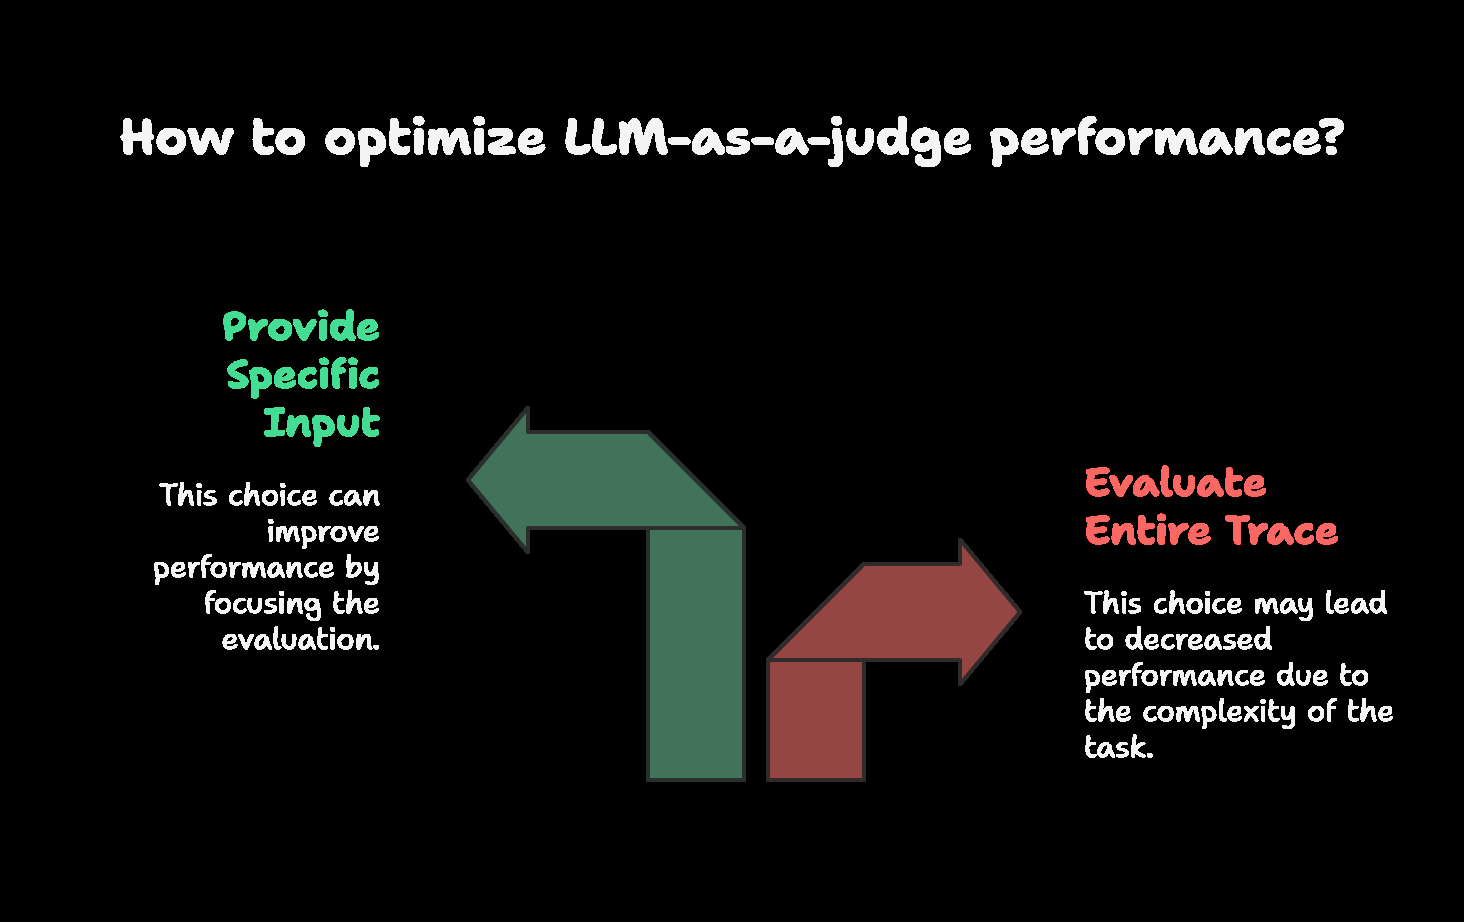 How to optimize LLM-as-a-judge performance?
Provide
Specific
Input
This choice can
improve
performance by
focusing the
evaluation.
Evaluate
Entire Trace
This choice may lead
to decreased
performance due to
the complexity of the
task.